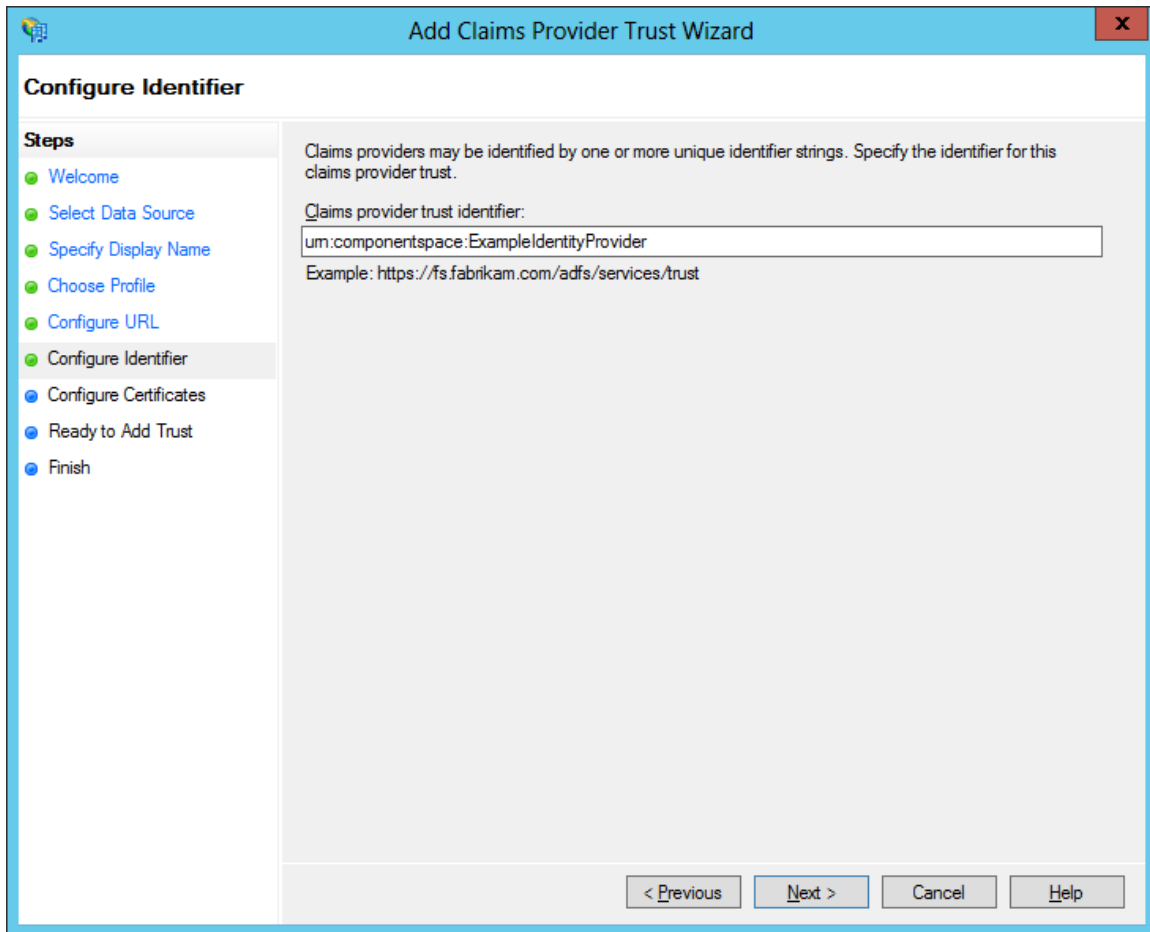 Add Claims Provider Trust Wizard
x
Configure Identifier
Steps
Welcome
Select Data Source
Specify Display Name
Choose Profile
Configure URL
Configure Identifier
Configure Certificates
Ready to Add Trust
Finish
Claims providers may be identified by one or more unique identifier strings. Specify the identifier for this
claims provider trust.
Claims provider trust identifier:
urn:componentspace:ExampleIdentityProvider
Example: https://fs.fabrikam.com/adfs/services/trust
< Previous
Next >
Cancel
Help